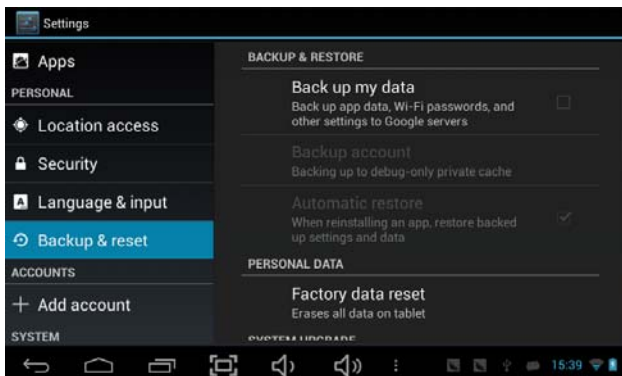 Settings
Apps
PERSONAL
Location access
Security
Language & input
Backup & reset
ACCOUNTS
Add account
SYSTEM
BACKUP & RESTORE
Back up my data
Back up app data, Wi-Fi passwords, and
other settings to Google servers
Backup account
Backing up to debug-only private cache
Automatic restore
When reinstalling an app, restore backed
up settings and data
PERSONAL DATA
Factory data reset
Erases all data on tablet
SYSTEM UPGRADE
15:39